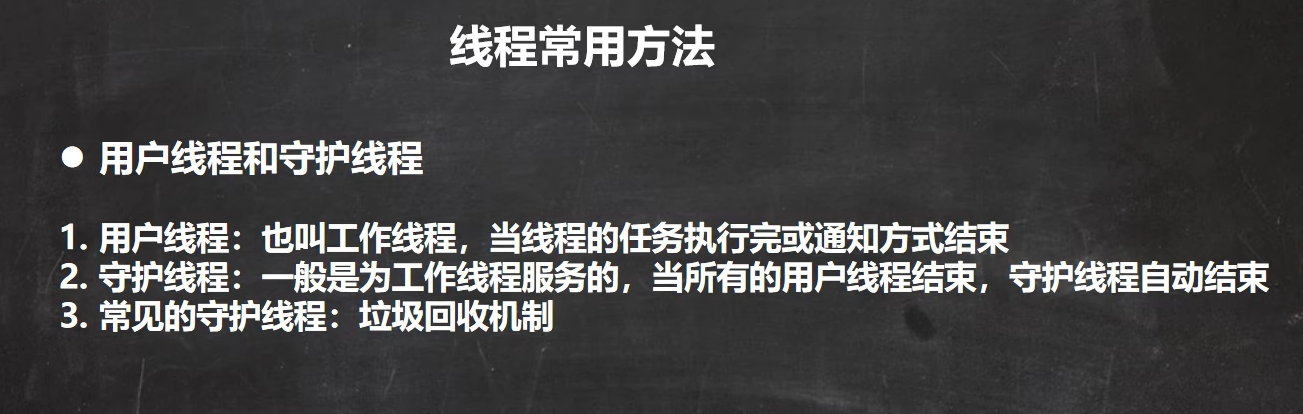 线程常用方法
● 用户线程和守护线程
1. 用户线程：也叫工作线程，当线程的任务执行完或通知方式结束
2. 守护线程：一般是为工作线程服务的，当所有的用户线程结束，守护线程自动结束
3. 常见的守护线程：垃圾回收机制